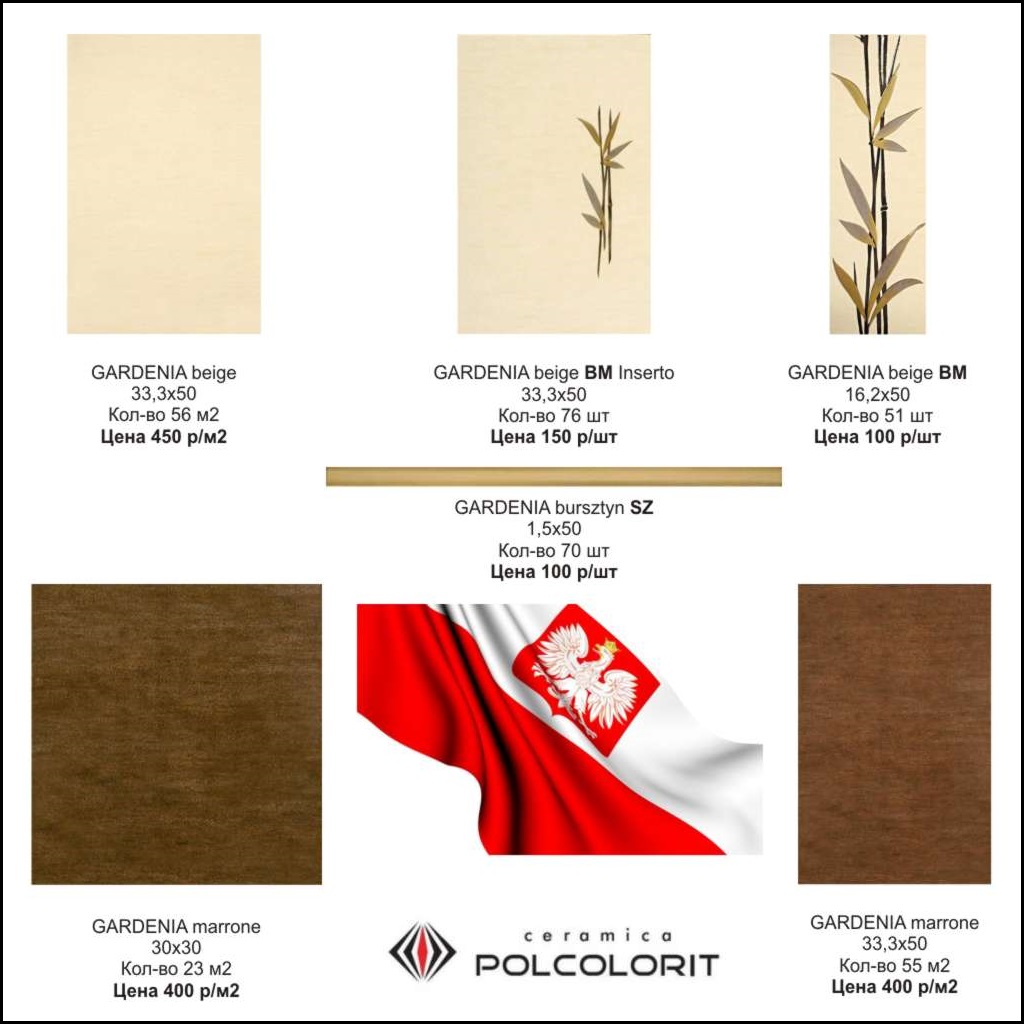 GARDENIA beige
33,3x50
Кол-во 56 м2
Цена 450 р/м2
GARDENIA beige BM Inserto
33,3x50
Кол-во 76 шт
Цена 150 р/шт
GARDENIA beige BM
16,2x50
Кол-во 51 шт
Цена 100 р/шт
GARDENIA bursztyn SZ
1,5x50
Кол-во 70 шт
Цена 100 р/шт
GARDENIA marrone
30x30
Кол-во 23 м2
Цена 400 р/м2
ceramica
POLCOLORIT
GARDENIA marrone
33,3x50
Кол-во 55 м2
Цена 400 р/м2